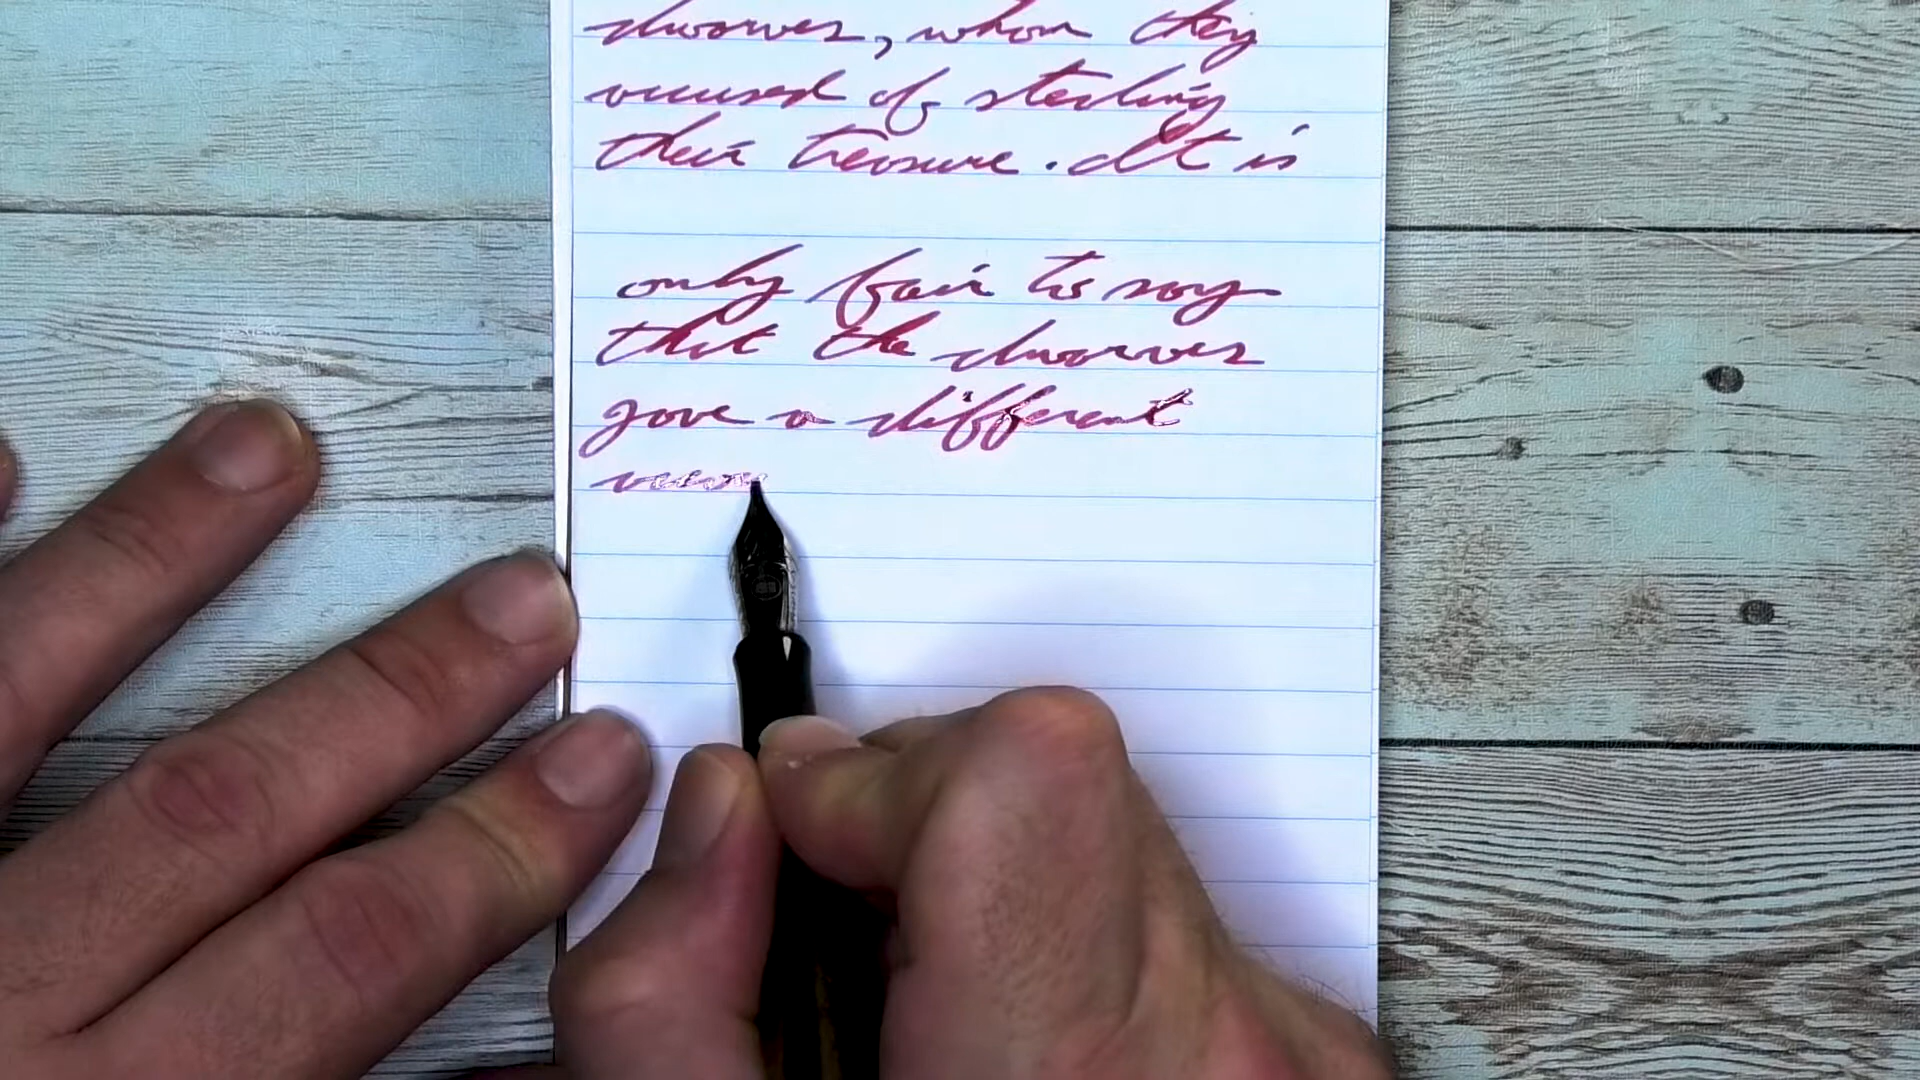 dwarves, whom they
accused of stealing
their treasure. It is
only fair to say
that the dwarves
gave a different